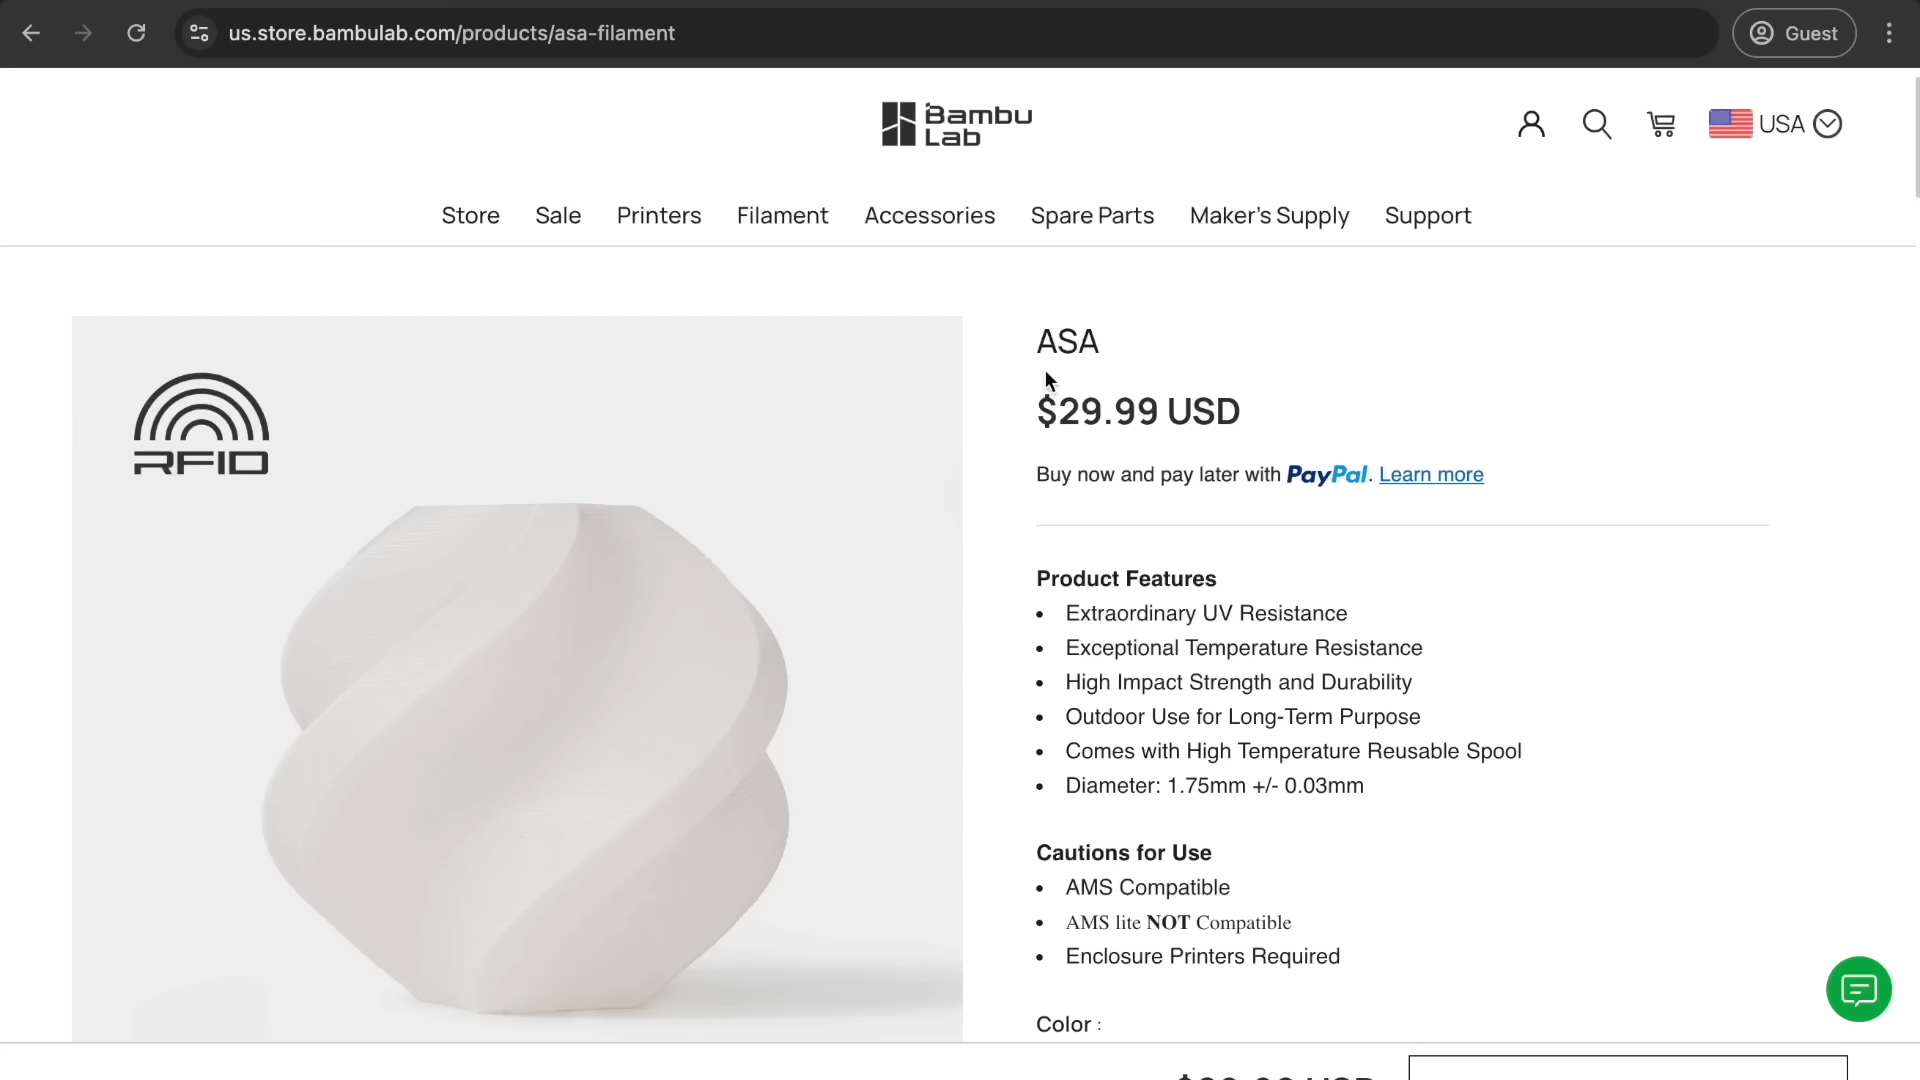 us.store.bambulab.com/products/asa-filament
Guest
Bambu
Lab
USA
Store Sale Printers Filament Accessories Spare Parts Maker's Supply Support
RFID
ASA
$29.99 USD
Buy now and pay later with PayPal. Learn more
Product Features
• Extraordinary UV Resistance
• Exceptional Temperature Resistance
• High Impact Strength and Durability
• Outdoor Use for Long-Term Purpose
• Comes with High Temperature Reusable Spool
• Diameter: 1.75mm +/- 0.03mm
Cautions for Use
• AMS Compatible
• AMS lite NOT Compatible
• Enclosure Printers Required
Color :